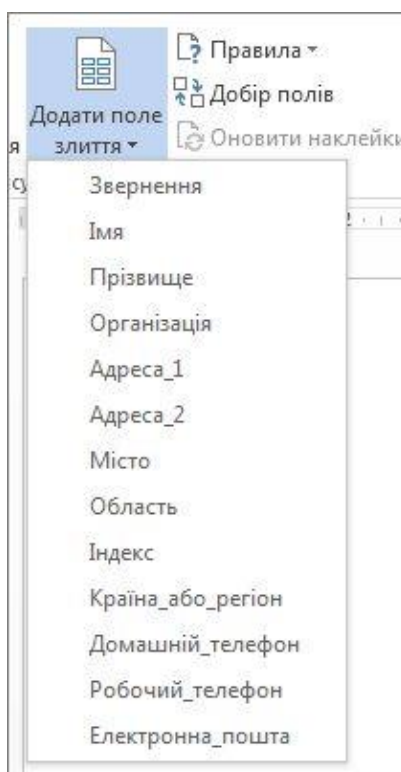 Правила
Добір полів
Оновити наклейки
Додати поле
злиття
Звернення
Імя
Прізвище
Організація
Адреса_1
Адреса_2
Місто
Область
Індекс
Країна_або_регіон
Домашній_телефон
Робочий_телефон
Електронна_пошта